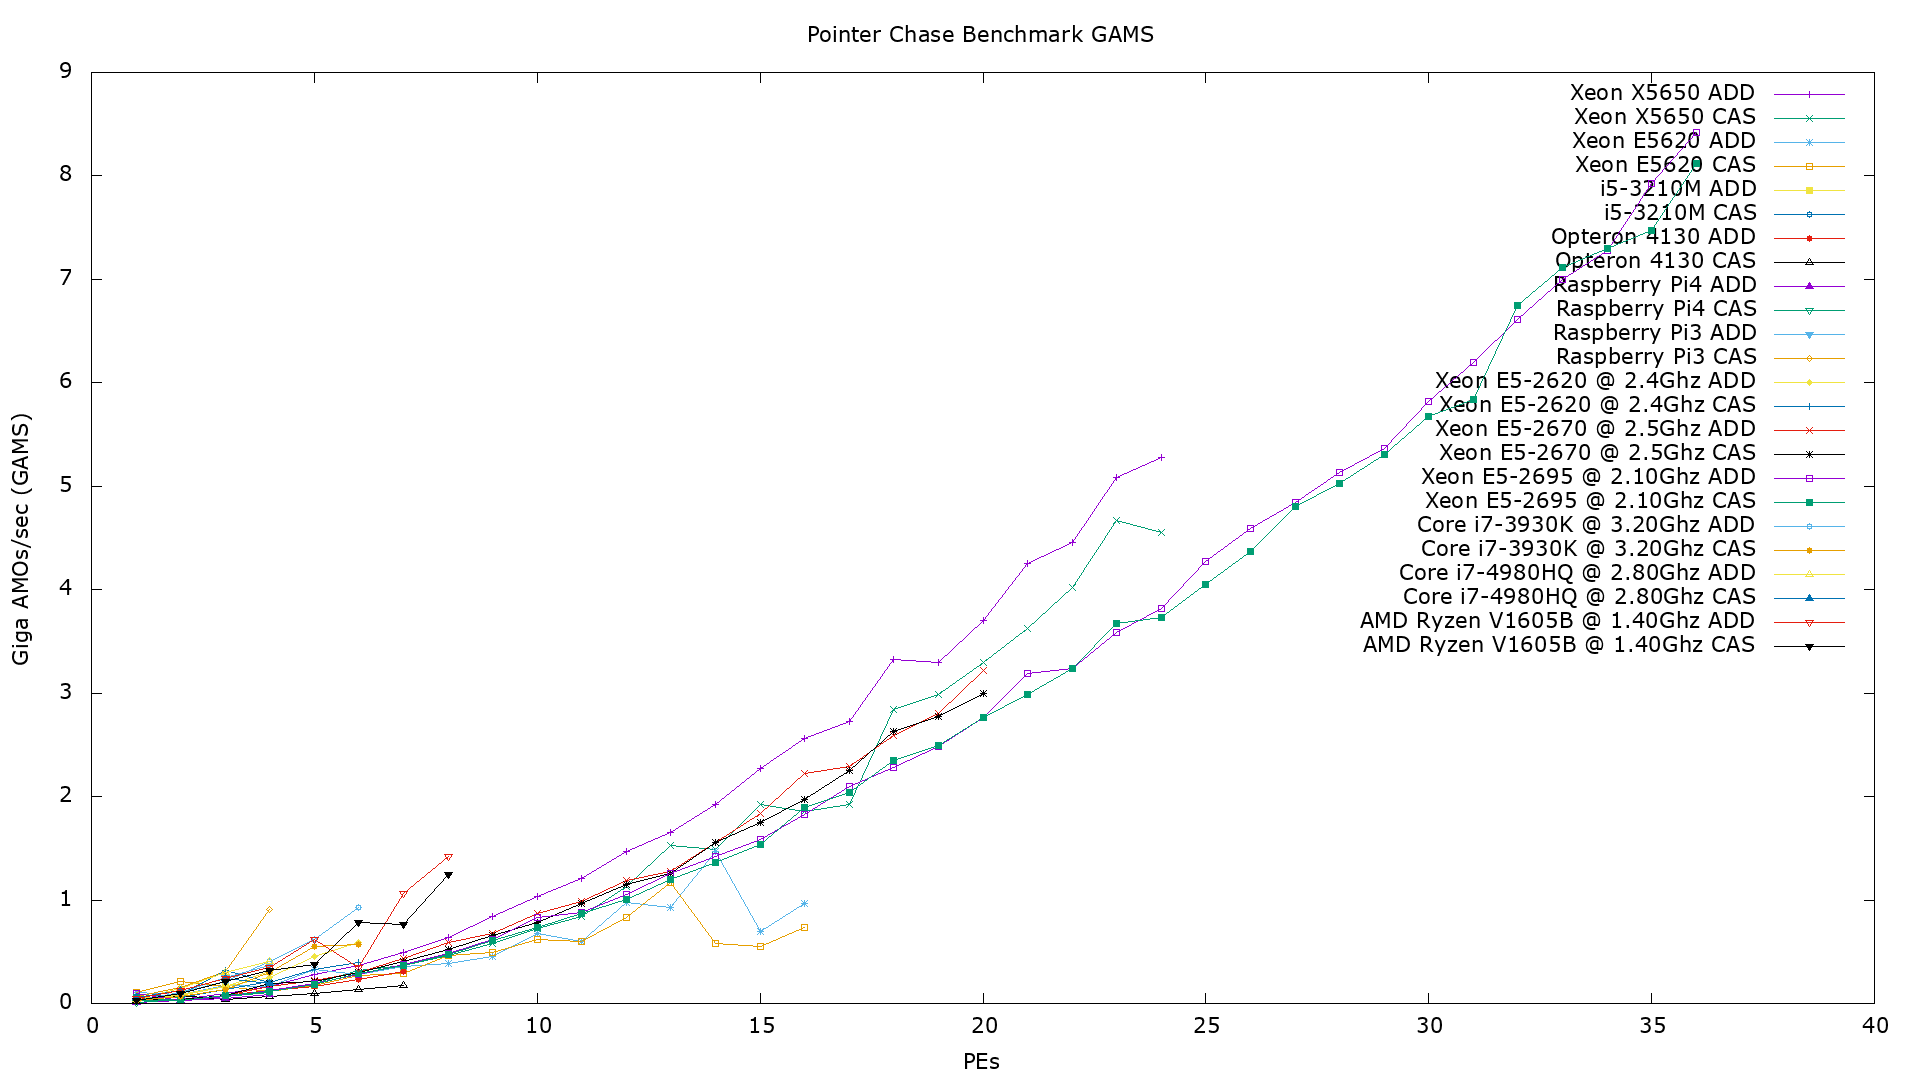 Pointer Chase Benchmark GAMS
Giga AMOs/sec (GAMS)
9
8
7
6
5
4
3
2
1
0
Xeon X5650 ADD
Xeon X5650 CAS
Xeon E5620 ADD
Xeon E5620 CAS
i5-3210M ADD
i5-3210M CAS
Opteron 4130 ADD
Opteron 4130 CAS
Raspberry Pi4 ADD
Raspberry Pi4 CAS
Raspberry Pi3 ADD
Raspberry Pi3 CAS
Xeon E5-2620 @ 2.4Ghz ADD
Xeon E5-2620 @ 2.4Ghz CAS
Xeon E5-2670 @ 2.5Ghz ADD
Xeon E5-2670 @ 2.5Ghz CAS
Xeon E5-2695 @ 2.10Ghz ADD
Xeon E5-2695 @ 2.10Ghz CAS
Core i7-3930K @ 3.20Ghz ADD
Core i7-3930K @ 3.20Ghz CAS
Core i7-4980HQ @ 2.80Ghz ADD
Core i7-4980HQ @ 2.80Ghz CAS
AMD Ryzen V1605B @ 1.40Ghz ADD
AMD Ryzen V1605B @ 1.40Ghz CAS
0 5 10 15 20 25 30 35 40
PEs